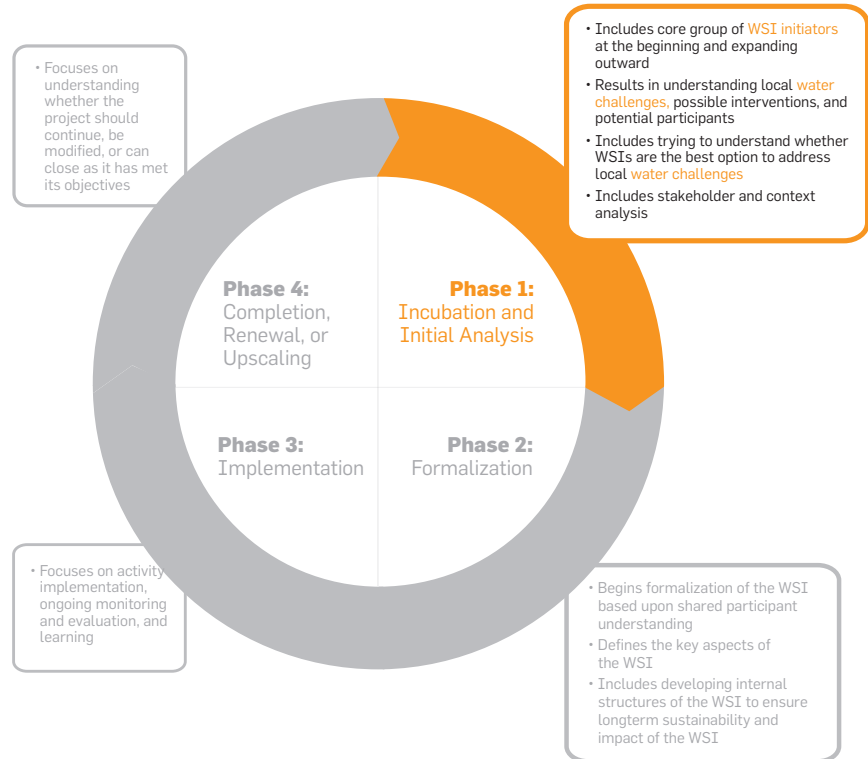 • Includes core group of WSI initiators
at the beginning and expanding
outward
• Results in understanding local water
challenges, possible interventions, and
potential participants
• Includes trying to understand whether
WSIs are the best option to address
local water challenges
• Includes stakeholder and context
analysis
• Focuses on
understanding
whether the
project should
continue, be
modified, or can
close as it has met
its objectives
Phase 4:
Completion,
Renewal, or
Upscaling
Phase 1:
Incubation and
Initial Analysis
Phase 3:
Implementation
Phase 2:
Formalization
• Focuses on activity
implementation,
ongoing monitoring
and evaluation, and
learning
• Begins formalization of the WSI
based upon shared participant
understanding
• Defines the key aspects of
the WSI
• Includes developing internal
structures of the WSI to ensure
longterm sustainability and
impact of the WSI